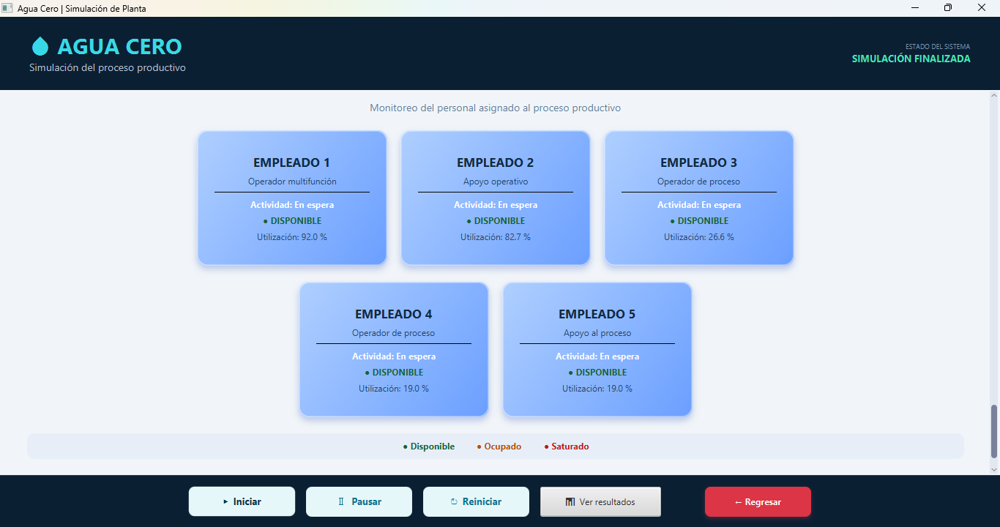 Agua Cero | Simulación de Planta
AGUA CERO
Simulación del proceso productivo
ESTADO DEL SISTEMA
SIMULACIÓN FINALIZADA
Monitoreo del personal asignado al proceso productivo
EMPLEADO 1
Operador multifunción
Actividad: En espera
● DISPONIBLE
Utilización: 92.0 %
EMPLEADO 2
Apoyo operativo
Actividad: En espera
● DISPONIBLE
Utilización: 82.7 %
EMPLEADO 3
Operador de proceso
Actividad: En espera
● DISPONIBLE
Utilización: 26.6 %
EMPLEADO 4
Operador de proceso
Actividad: En espera
● DISPONIBLE
Utilización: 19.0 %
EMPLEADO 5
Apoyo al proceso
Actividad: En espera
● DISPONIBLE
Utilización: 19.0 %
● Disponible ● Ocupado ● Saturado
Iniciar
Pausar
Reiniciar
Ver resultados
← Regresar